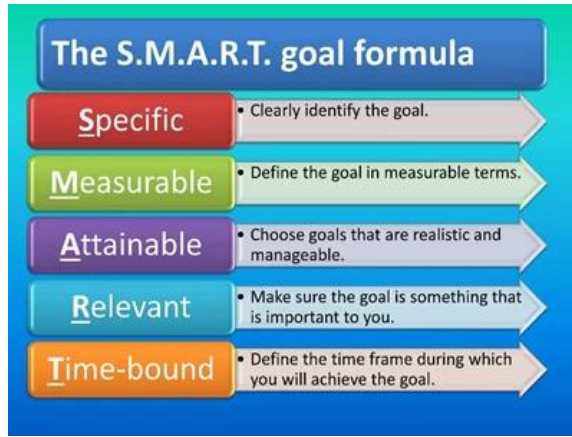 The S.M.A.R.T. goal formula
Specific
• Clearly identify the goal.
Measurable
• Define the goal in measurable terms.
Attainable
• Choose goals that are realistic and
manageable.
Relevant
• Make sure the goal is something that
is important to you.
Time-bound
• Define the time frame during which
you will achieve the goal.